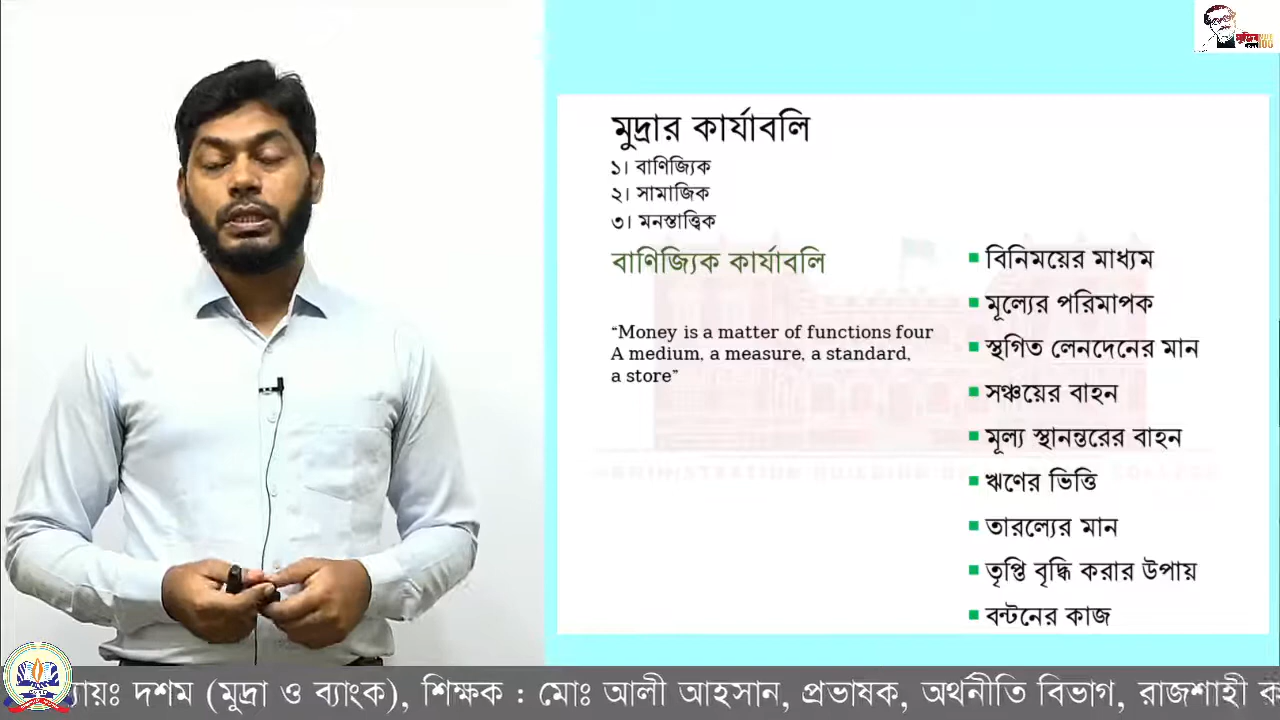 মুদ্রার কার্যাবলি
১। বাণিজ্যিক
২। সামাজিক
৩। মনস্তাত্ত্বিক
বাণিজ্যিক কার্যাবলি
“Money is a matter of functions four
A medium, a measure, a standard,
a store”
বিনিময়ের মাধ্যম
মূল্যের পরিমাপক
স্থগিত লেনদেনের মান
সঞ্চয়ের বাহন
মূল্য স্থানন্তরের বাহন
ঋণের ভিত্তি
তারল্যের মান
তৃপ্তি বৃদ্ধি করার উপায়
বন্টনের কাজ
দশম (মুদ্রা ও ব্যাংক), শিক্ষক : মোঃ আলী আহসান, প্রভাষক, অর্থনীতি বিভাগ, রাজশাহী